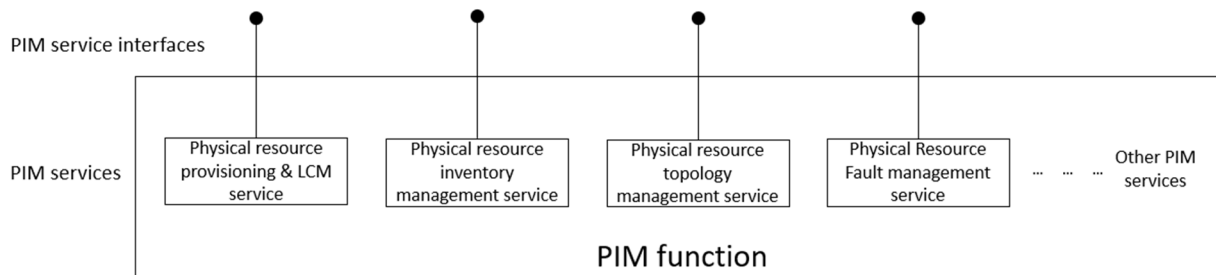 PIM service interfaces
PIM services
Physical resource
provisioning & LCM
service
Physical resource
inventory
management service
Physical resource
topology
management service
Physical Resource
Fault management
service
... ... ...
Other PIM
services
PIM function